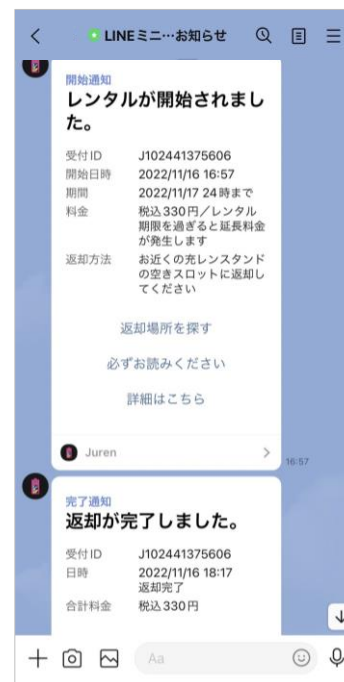 LINEミニ…お知らせ
開始通知
レンタルが開始されまし
た。
受付ID J102441375606
開始日時 2022/11/16 16:57
期間 2022/11/17 24時まで
料金 税込330円／レンタル
期限を過ぎると延長料金
が発生します
返却方法 お近くの充レンスタンド
の空きスロットに返却し
てください
返却場所を探す
必ずお読みください
詳細はこちら
Juren
16:57
完了通知
返却が完了しました。
受付ID J102441375606
日時 2022/11/16 18:17
返却完了
合計料金 税込330円
Aa